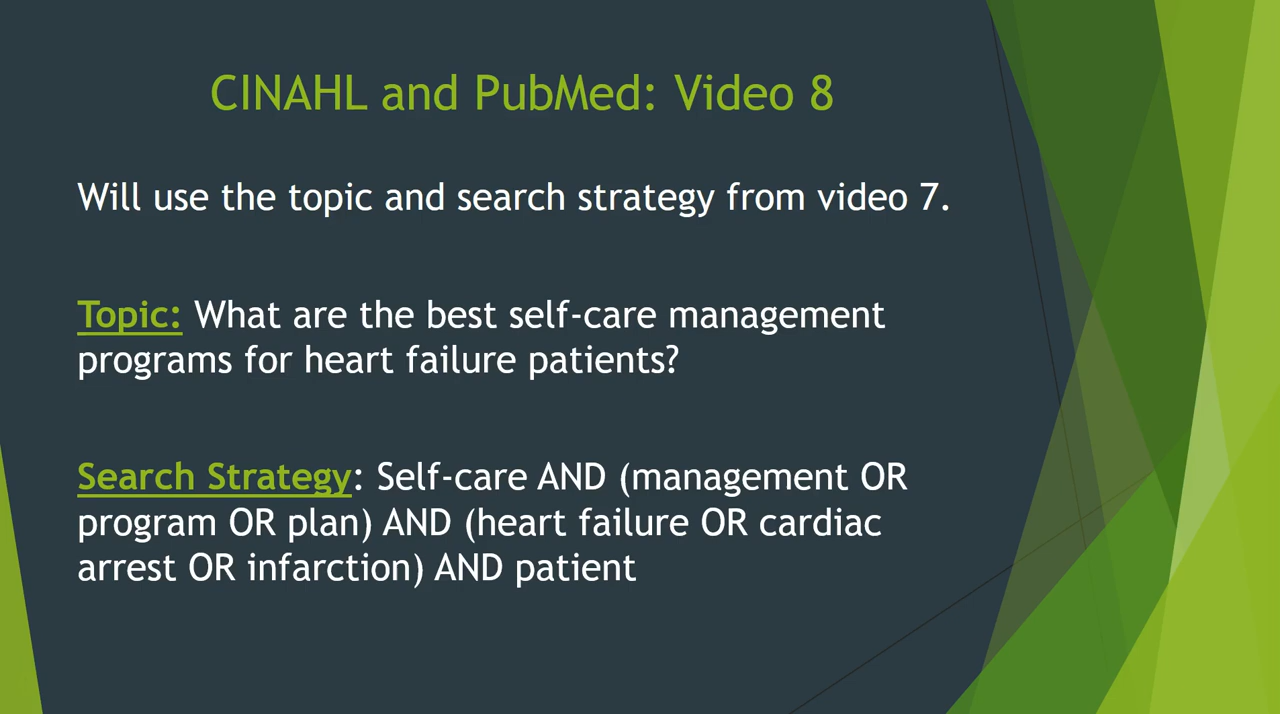 CINAHL and PubMed: Video 8
Will use the topic and search strategy from video 7.
Topic: What are the best self-care management
programs for heart failure patients?
Search Strategy: Self-care AND (management OR
program OR plan) AND (heart failure OR cardiac
arrest OR infarction) AND patient